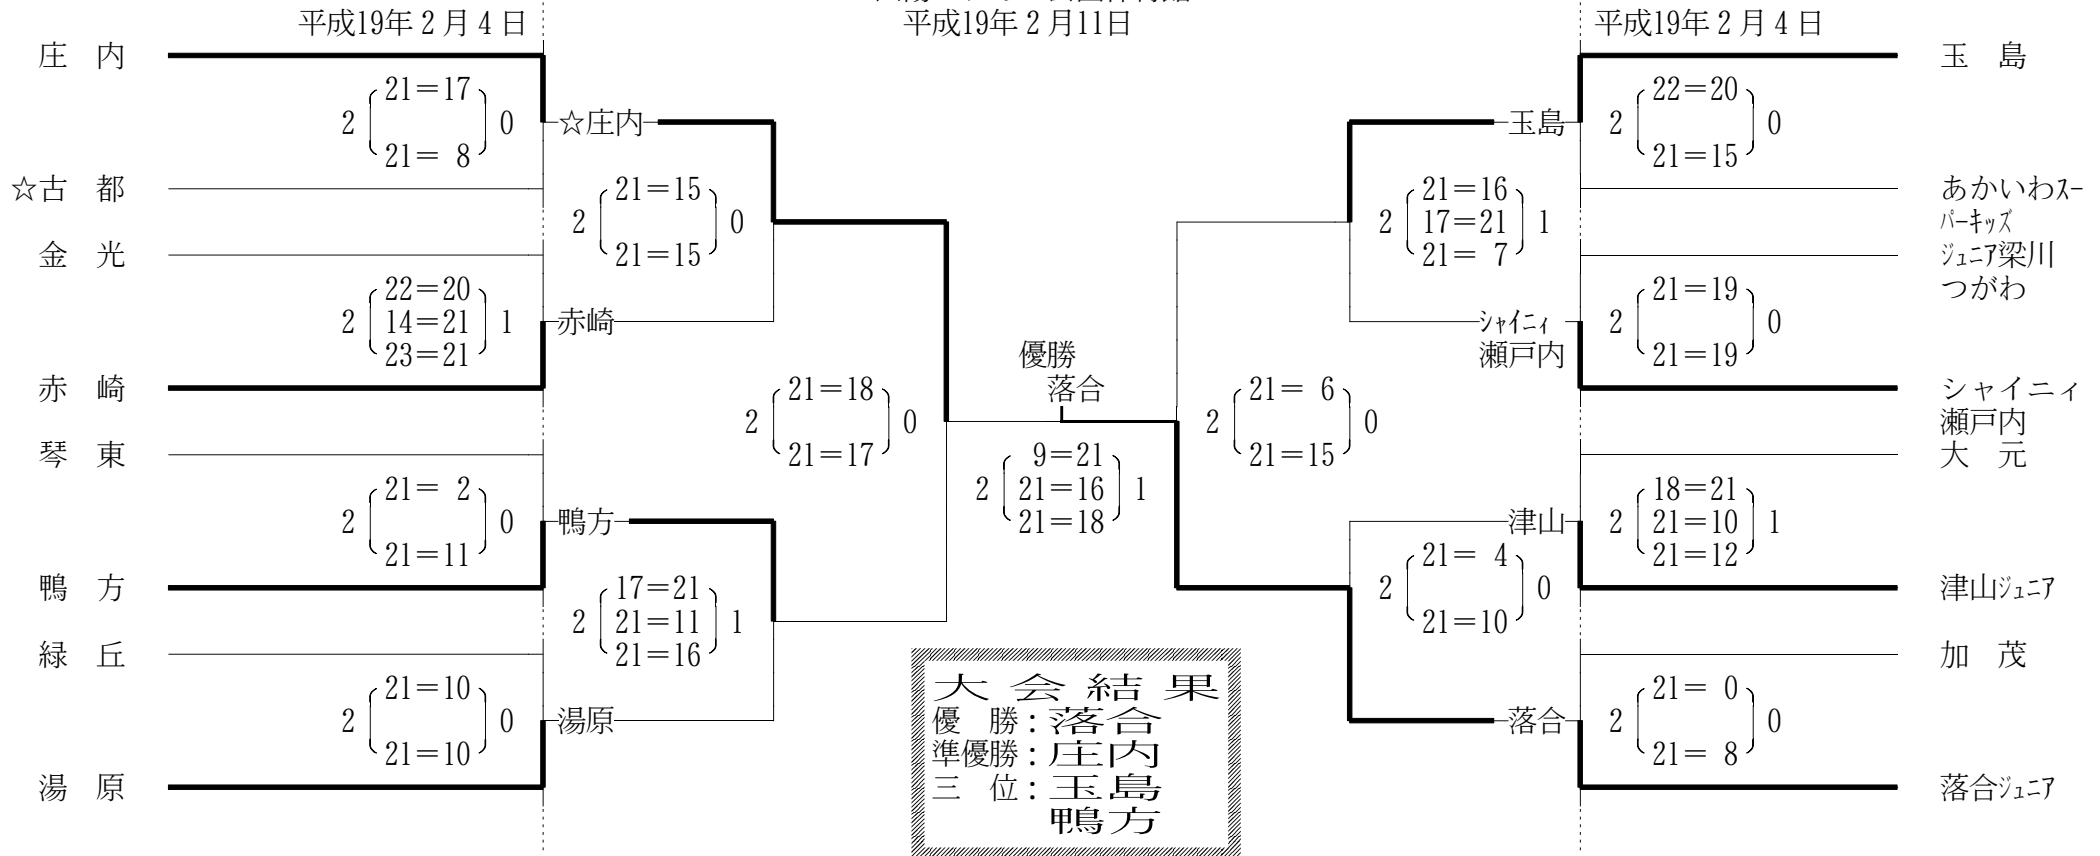 平成19年２月４日
平成19年２月11日
平成19年２月４日
庄　内
21＝17
2 0
21＝ 8
☆庄内
☆古　都
21＝15
2 0
21＝15
金　光
22＝20
2 14＝21 1
23＝21
赤崎
赤　崎
21＝18
2 0
21＝17
琴　東
21＝ 2
2 0
21＝11
鴨方
鴨　方
17＝21
2 21＝11 1
21＝16
緑　丘
21＝10
2 0
21＝10
湯原
湯　原
優勝
落合
9＝21
2 21＝16 1
21＝18
玉　島
22＝20
2 0
21＝15
玉島
あかいわスー
パーキッズ
21＝16
2 17＝21 1
21＝ 7
ジュニア梁川
つがわ
21＝19
2 0
21＝19
シャイニィ
瀬戸内
シャイニィ
瀬戸内
21＝ 6
2 0
21＝15
大　元
18＝21
2 21＝10 1
21＝12
津山
津山ジュニア
21＝ 4
2 0
21＝10
加　茂
21＝ 0
2 0
21＝ 8
落合
落合ジュニア
大会結果
優　勝：落合
準優勝：庄内
三　位：玉島
鴨方